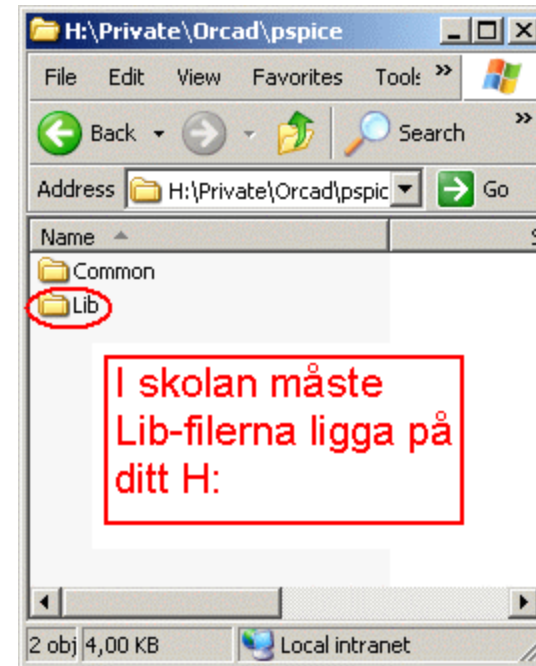 H:\Private\Orcad\pspice
File Edit View Favorites Tools »
Back Search »
Address H:\Private\Orcad\pspic Go
Name S
Common
Lib
I skolan måste
Lib-filerna ligga på
ditt H:
2 obj 4,00 KB Local intranet